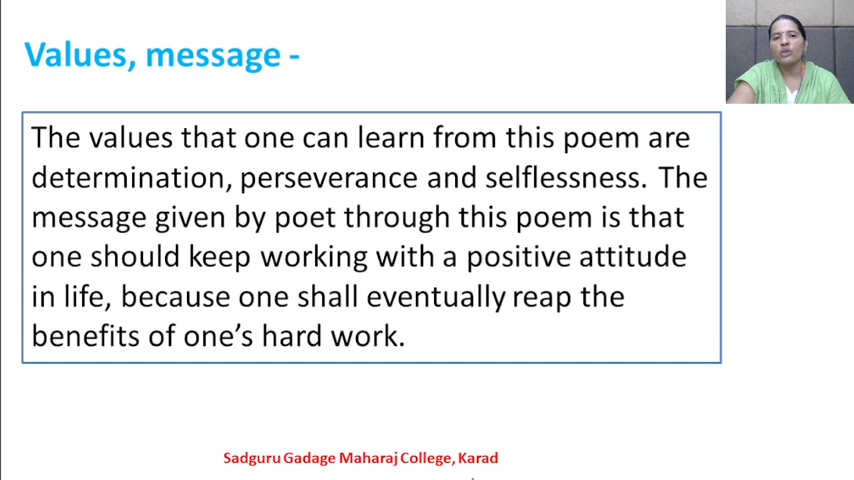 Values, message -
The values that one can learn from this poem are
determination, perseverance and selflessness. The
message given by poet through this poem is that
one should keep working with a positive attitude
in life, because one shall eventually reap the
benefits of one's hard work.
Sadguru Gadage Maharaj College, Karad